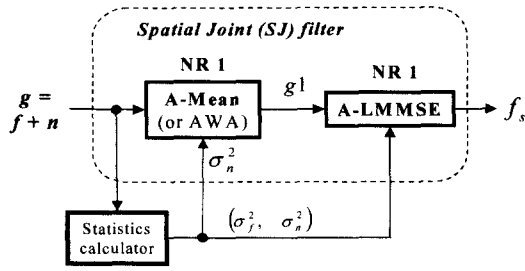 Spatial Joint (SJ) filter
NR 1
NR 1
g =
f + n
A-Mean
(or AWA)
g1
A-LMMSE
f_s
σ_n^2
Statistics
calculator
(σ_f^2, σ_n^2)